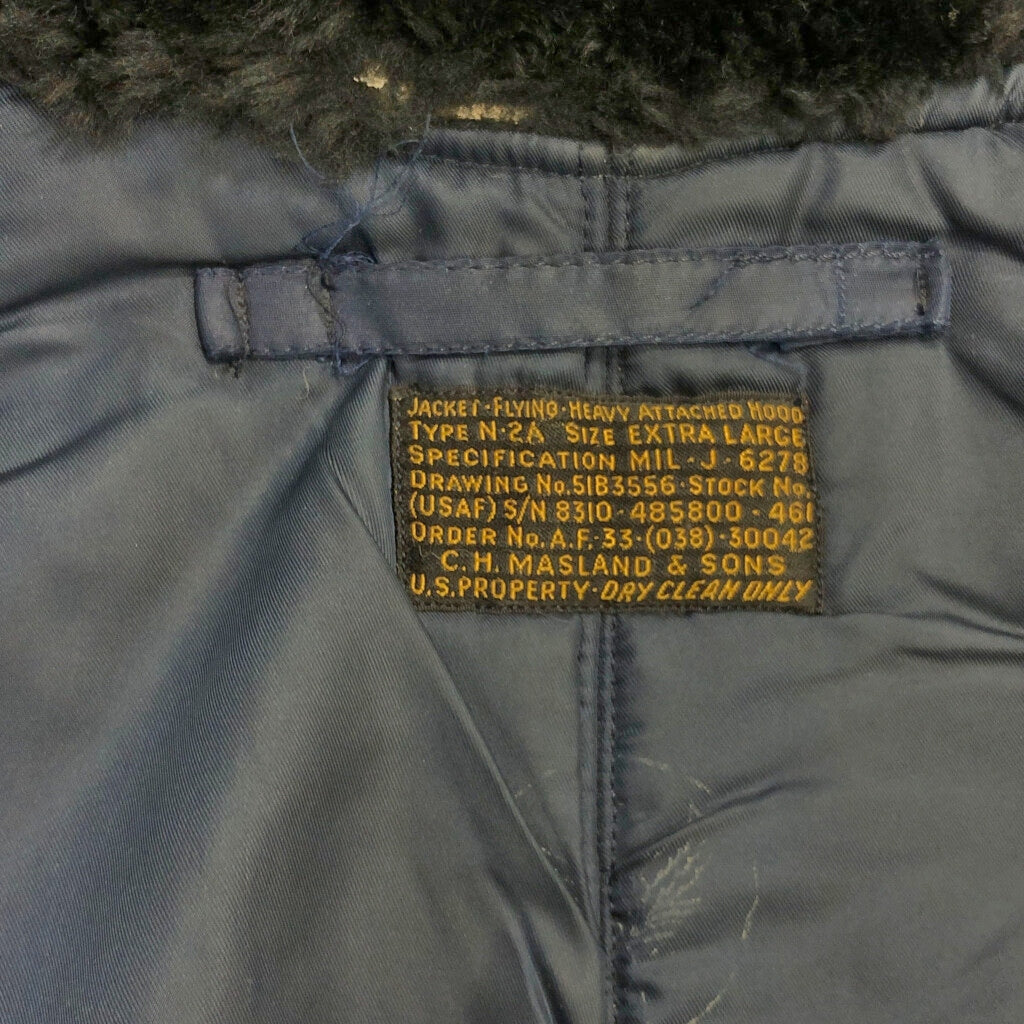 JACKET·FLYING·HEAVY ATTACHED HOOD
TYPE N·2A SIZE EXTRA LARGE
SPECIFICATION MIL·J·6278
DRAWING No.51B3556·STOCK No.
(USAF) S/N 8310·485800·461
ORDER No.A.F.33·(038)·30042
C.H. MASLAND & SONS
U.S.PROPERTY·DRY CLEAN ONLY